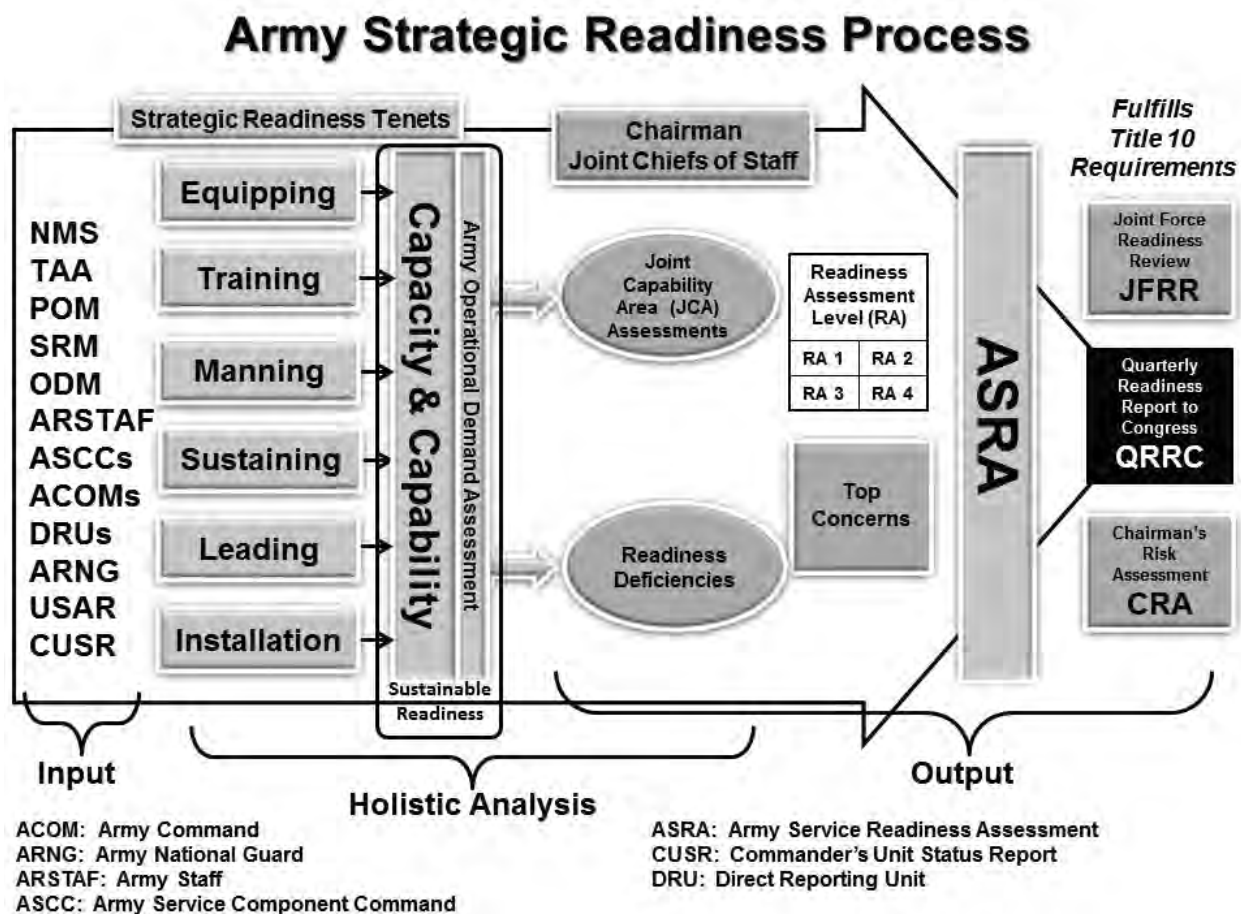 Army Strategic Readiness Process
Strategic Readiness Tenets
Chairman
Joint Chiefs of Staff
Fulfills
Title 10
Requirements
NMS
TAA
POM
SRM
ODM
ARSTAF
ASCCs
ACOMs
DRUs
ARNG
USAR
CUSR
Equipping
Training
Manning
Sustaining
Leading
Installation
Capacity & Capability
Army Operational Demand Assessment
Sustainable
Readiness
Joint
Capability
Area (JCA)
Assessments
Readiness
Deficiencies
Readiness
Assessment
Level (RA)
RA 1 RA 2
RA 3 RA 4
Top
Concerns
ASRA
Joint Force
Readiness
Review
JFRR
Quarterly
Readiness
Report to
Congress
QRRC
Chairman's
Risk
Assessment
CRA
Input
Holistic Analysis
Output
ACOM: Army Command
ARNG: Army National Guard
ARSTAF: Army Staff
ASCC: Army Service Component Command
ASRA: Army Service Readiness Assessment
CUSR: Commander's Unit Status Report
DRU: Direct Reporting Unit